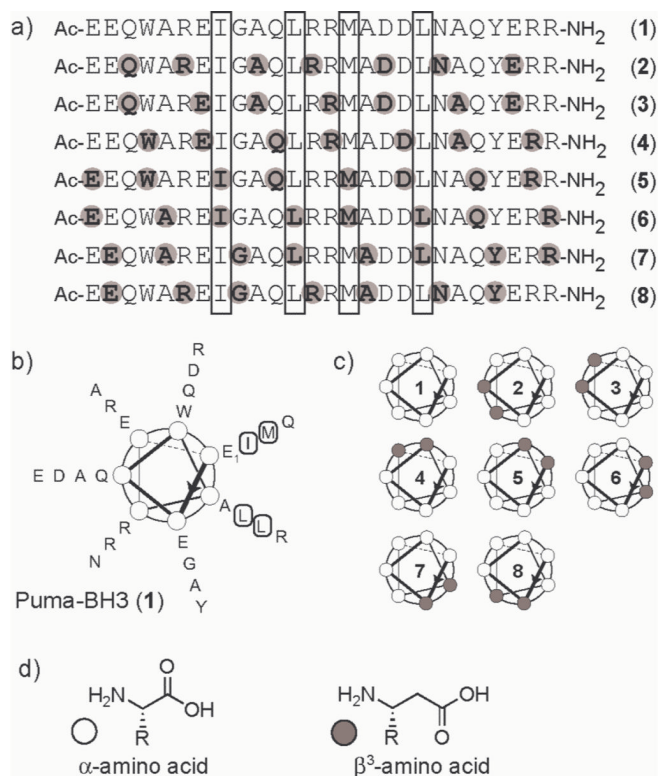 a)
Ac-EEQWAREIGAQLRRMADDLNAQYERR-NH2 (1)
Ac-EEQWAREIGAQLRRMADDLNAQYERR-NH2 (2)
Ac-EEQWAREIGAQLRRMADDLNAQYERR-NH2 (3)
Ac-EEQWAREIGAQLRRMADDLNAQYERR-NH2 (4)
Ac-EEQWAREIGAQLRRMADDLNAQYERR-NH2 (5)
Ac-EEQWAREIGAQLRRMADDLNAQYERR-NH2 (6)
Ac-EEQWAREIGAQLRRMADDLNAQYERR-NH2 (7)
Ac-EEQWAREIGAQLRRMADDLNAQYERR-NH2 (8)
b)
R
D
Q
W
A
R
E
E1 I M Q
E D A Q
A L L R
R
R
N
E
G
A
Y
Puma-BH3 (1)
c)
1 2 3
4 5 6
7 8
d)
H2N O OH R
α-amino acid
H2N O OH R
β3-amino acid